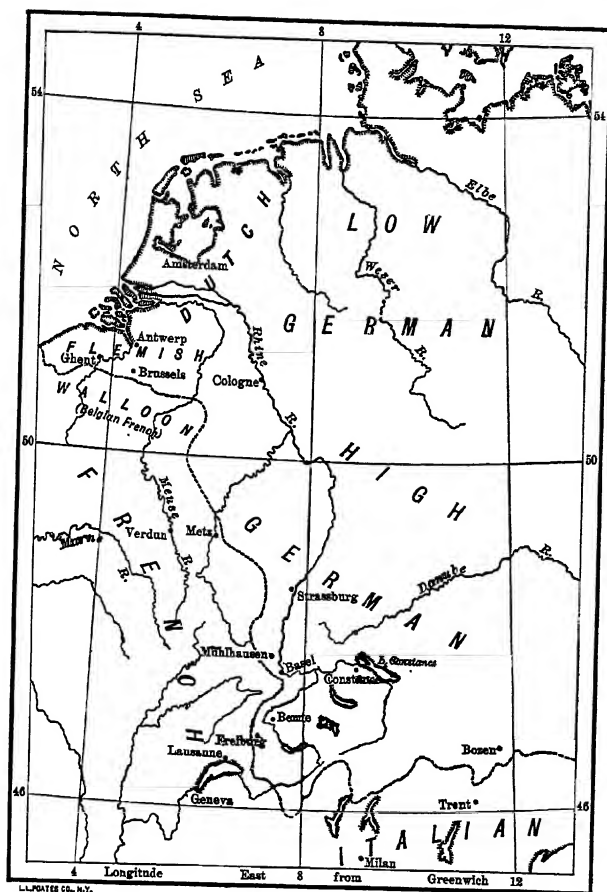 4
8
12
54
54
NORTH SEA
Elbe
R.
LOW
DUTCH
Amsterdam
Weser
R.
GERMAN
Antwerp
FLEMISH
Ghent
Brussels
Rhine
R.
Cologne
WALLOON
(Belgian French)
50
50
HIGH
GERMAN
FRENCH
Meuse
R.
Verdun
Metz
R.
Strassburg
Danube
R.
Mühlhausen
Basel
L. Constance
Constance
Berne
Freiburg
Lausanne
Geneva
Bozen
46
46
Trent
ITALIAN
Milan
4 Longitude East 8 from Greenwich 12
L.L. POATES CO., N.Y.